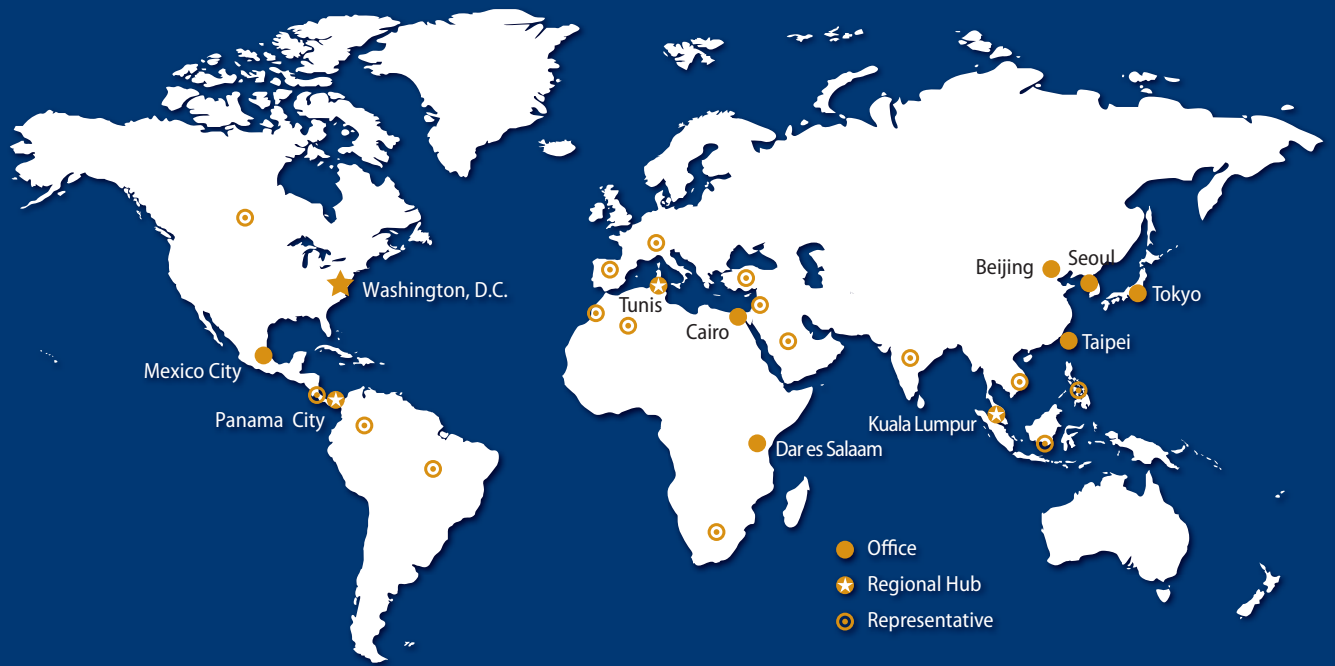 Washington, D.C.
Mexico City
Panama City
Tunis
Cairo
Dar es Salaam
Beijing
Seoul
Tokyo
Taipei
Kuala Lumpur
Office
Regional Hub
Representative